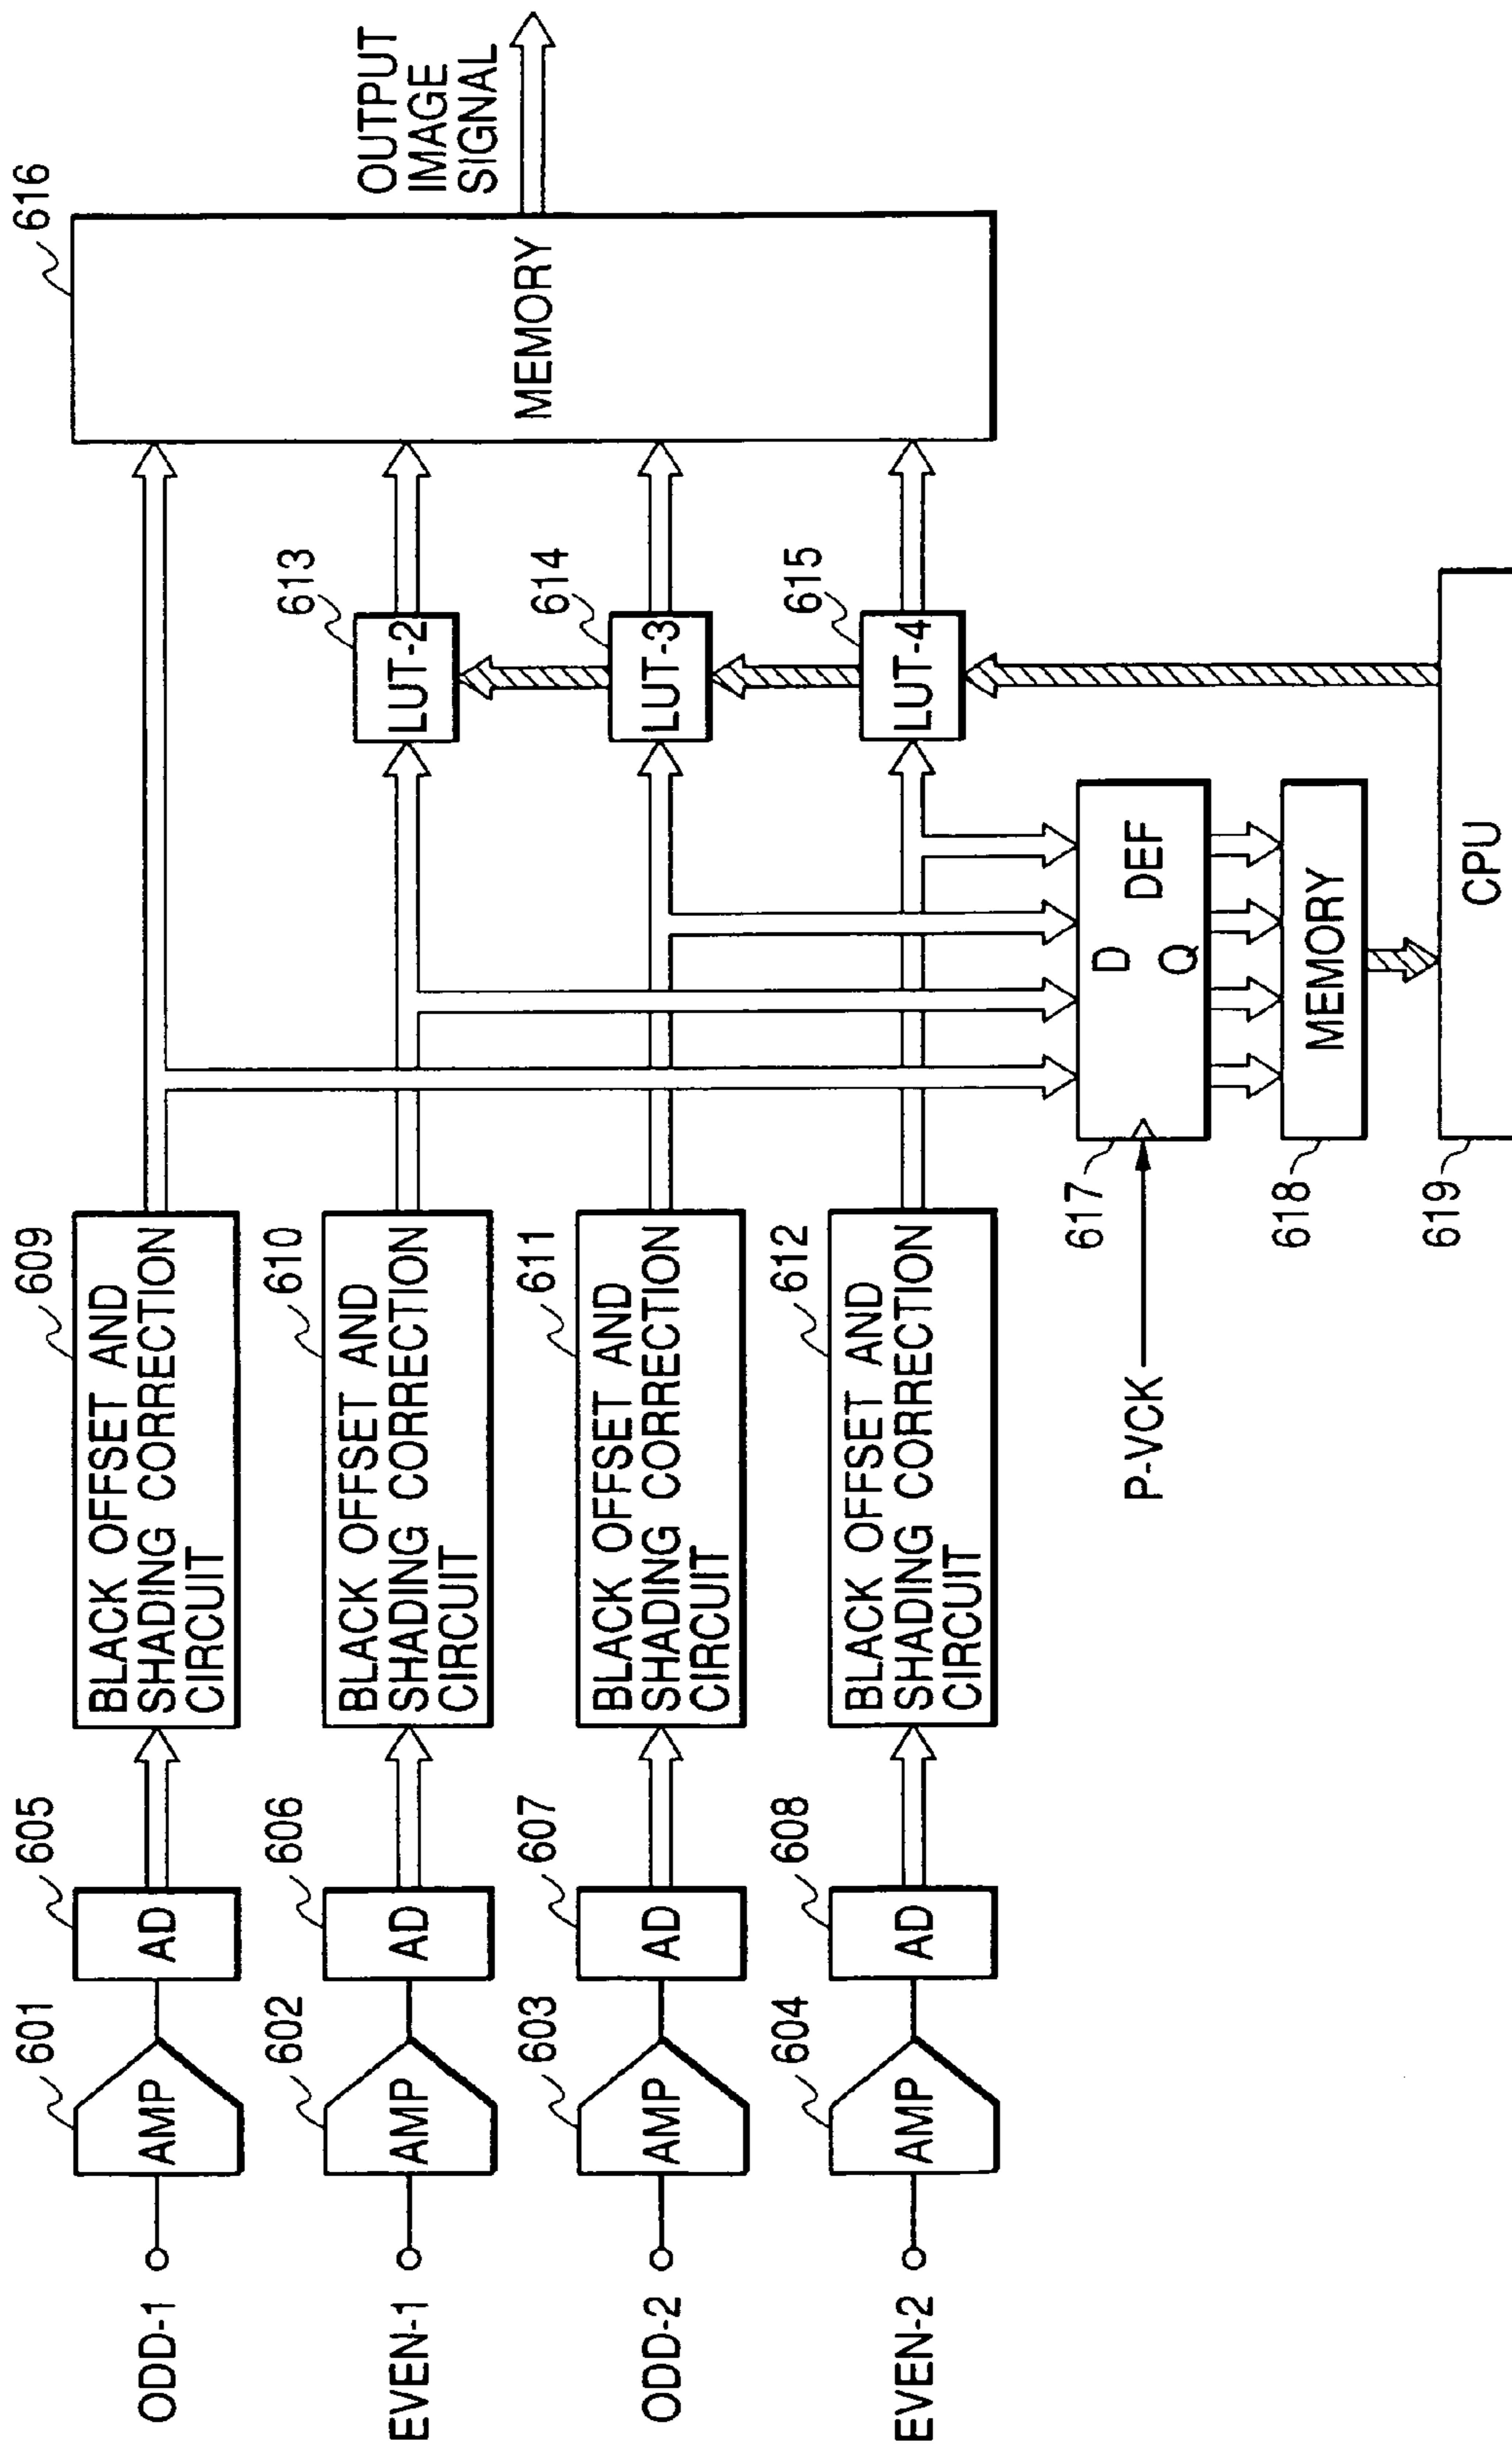 ODD-1
601
AMP
605
AD
609
BLACK OFFSET AND
SHADING CORRECTION
CIRCUIT
616
MEMORY
OUTPUT
IMAGE
SIGNAL
EVEN-1
602
AMP
606
AD
610
BLACK OFFSET AND
SHADING CORRECTION
CIRCUIT
613
LUT-2
ODD-2
603
AMP
607
AD
611
BLACK OFFSET AND
SHADING CORRECTION
CIRCUIT
614
LUT-3
EVEN-2
604
AMP
608
AD
612
BLACK OFFSET AND
SHADING CORRECTION
CIRCUIT
615
LUT-4
P-VCK
617
D
DEF
Q
618
MEMORY
619
CPU